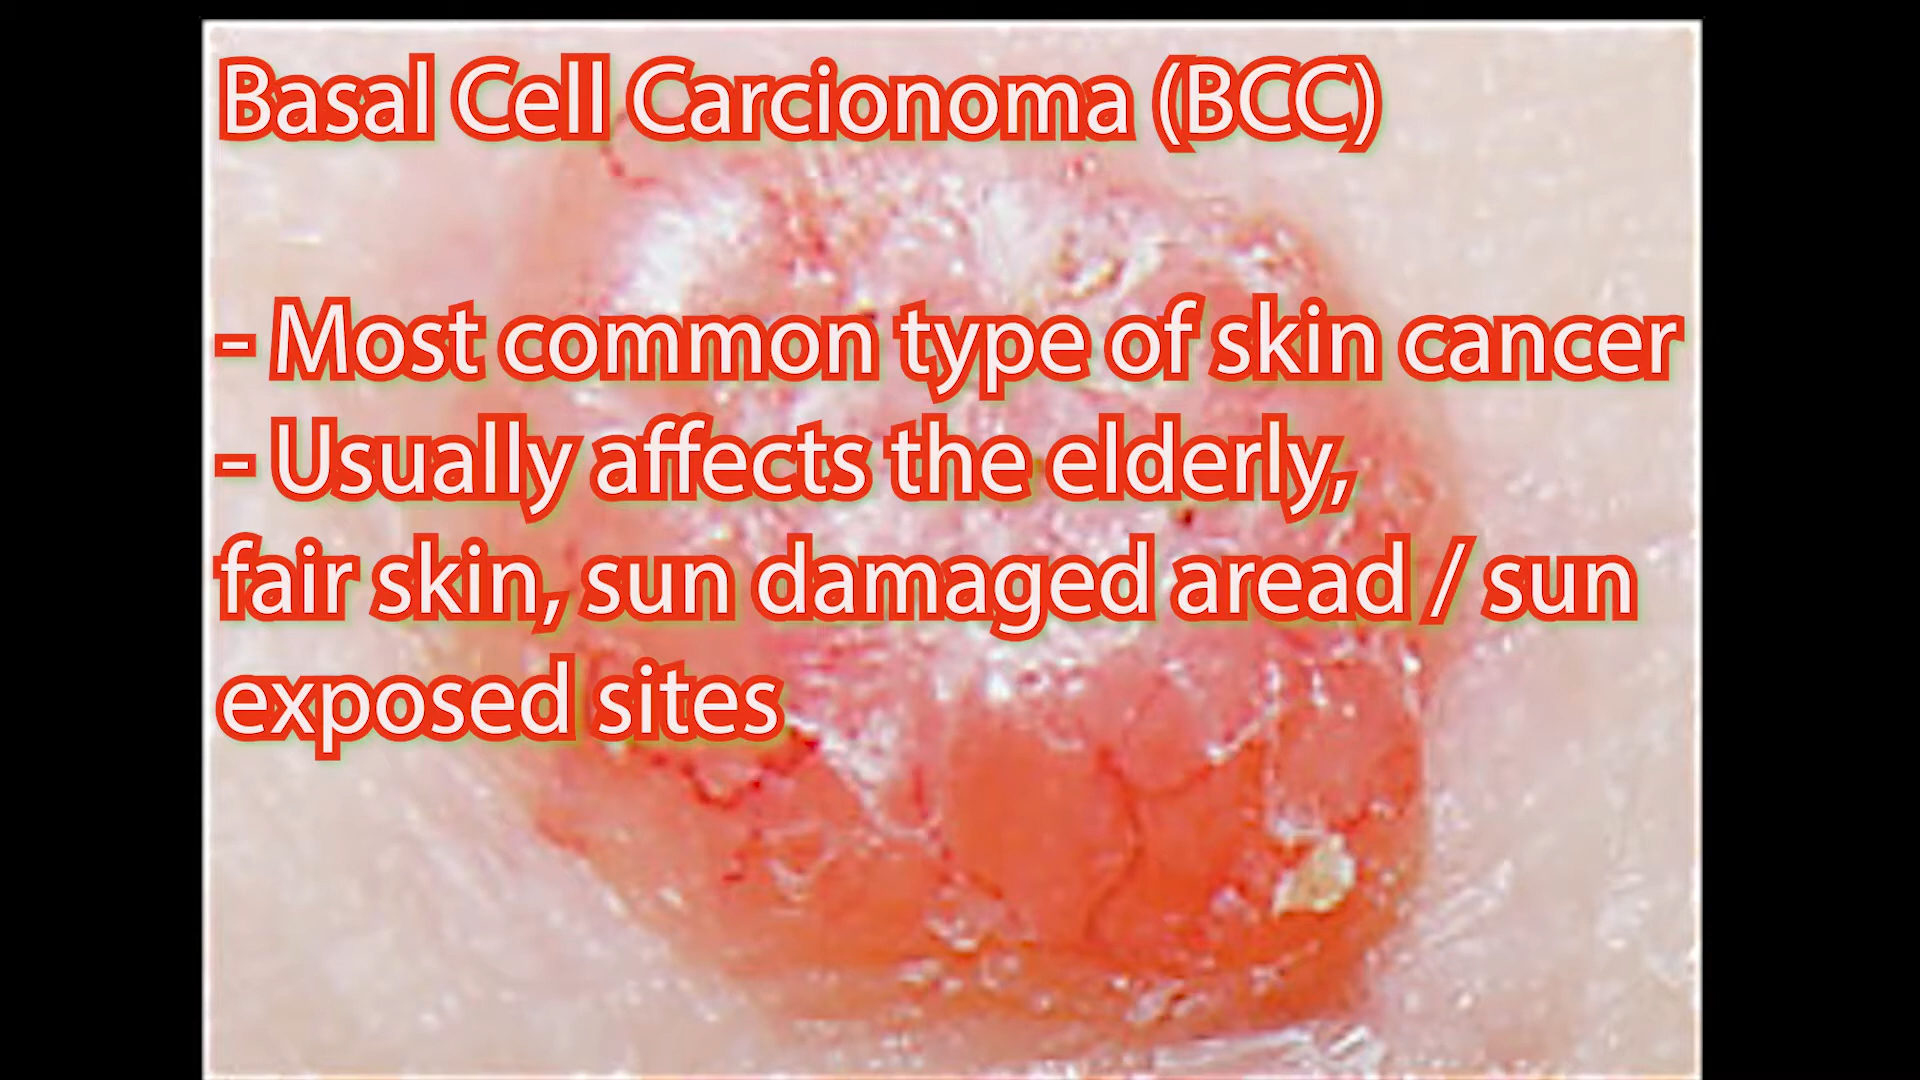 Basal Cell Carcionoma (BCC)
- Most common type of skin cancer
- Usually affects the elderly,
fair skin, sun damaged aread / sun
exposed sites